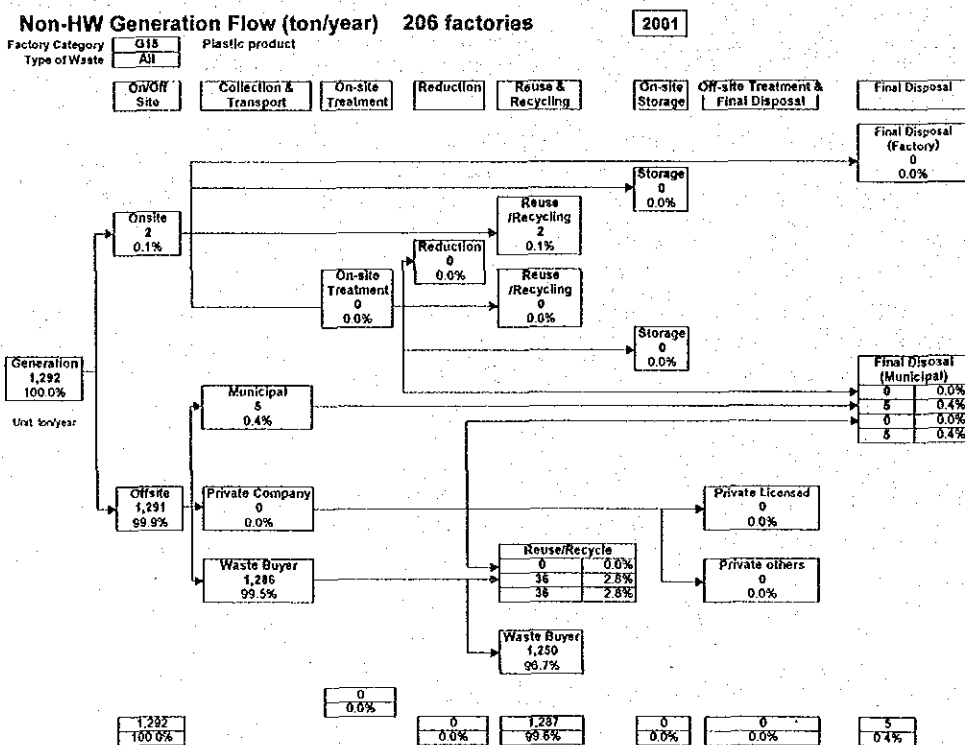 Non-HW Generation Flow (ton/year) 206 factories 2001
Factory Category G15 Plastic product
Type of Waste All
On/Off Site
Collection & Transport
On-site Treatment
Reduction
Reuse & Recycling
On-site Storage
Off-site Treatment & Final Disposal
Final Disposal
Final Disposal
(Factory)
0
0.0%
Storage
0
0.0%
Onsite
2
0.1%
Reuse
/Recycling
2
0.1%
Reduction
0
0.0%
On-site
Treatment
0
0.0%
Reuse
/Recycling
0
0.0%
Storage
0
0.0%
Generation
1,292
100.0%
Unit ton/year
Final Disosal
(Municipal)
0 0.0%
5 0.4%
0 0.0%
5 0.4%
Municipal
5
0.4%
Offsite
1,291
99.9%
Private Company
0
0.0%
Private Licensed
0
0.0%
Waste Buyer
1,286
99.5%
Reuse/Recycle
0 0.0%
36 2.8%
36 2.8%
Private others
0
0.0%
Waste Buyer
1,250
96.7%
0
0.0%
1,292
100.0%
0
0.0%
1,287
99.6%
0
0.0%
0
0.0%
5
0.4%